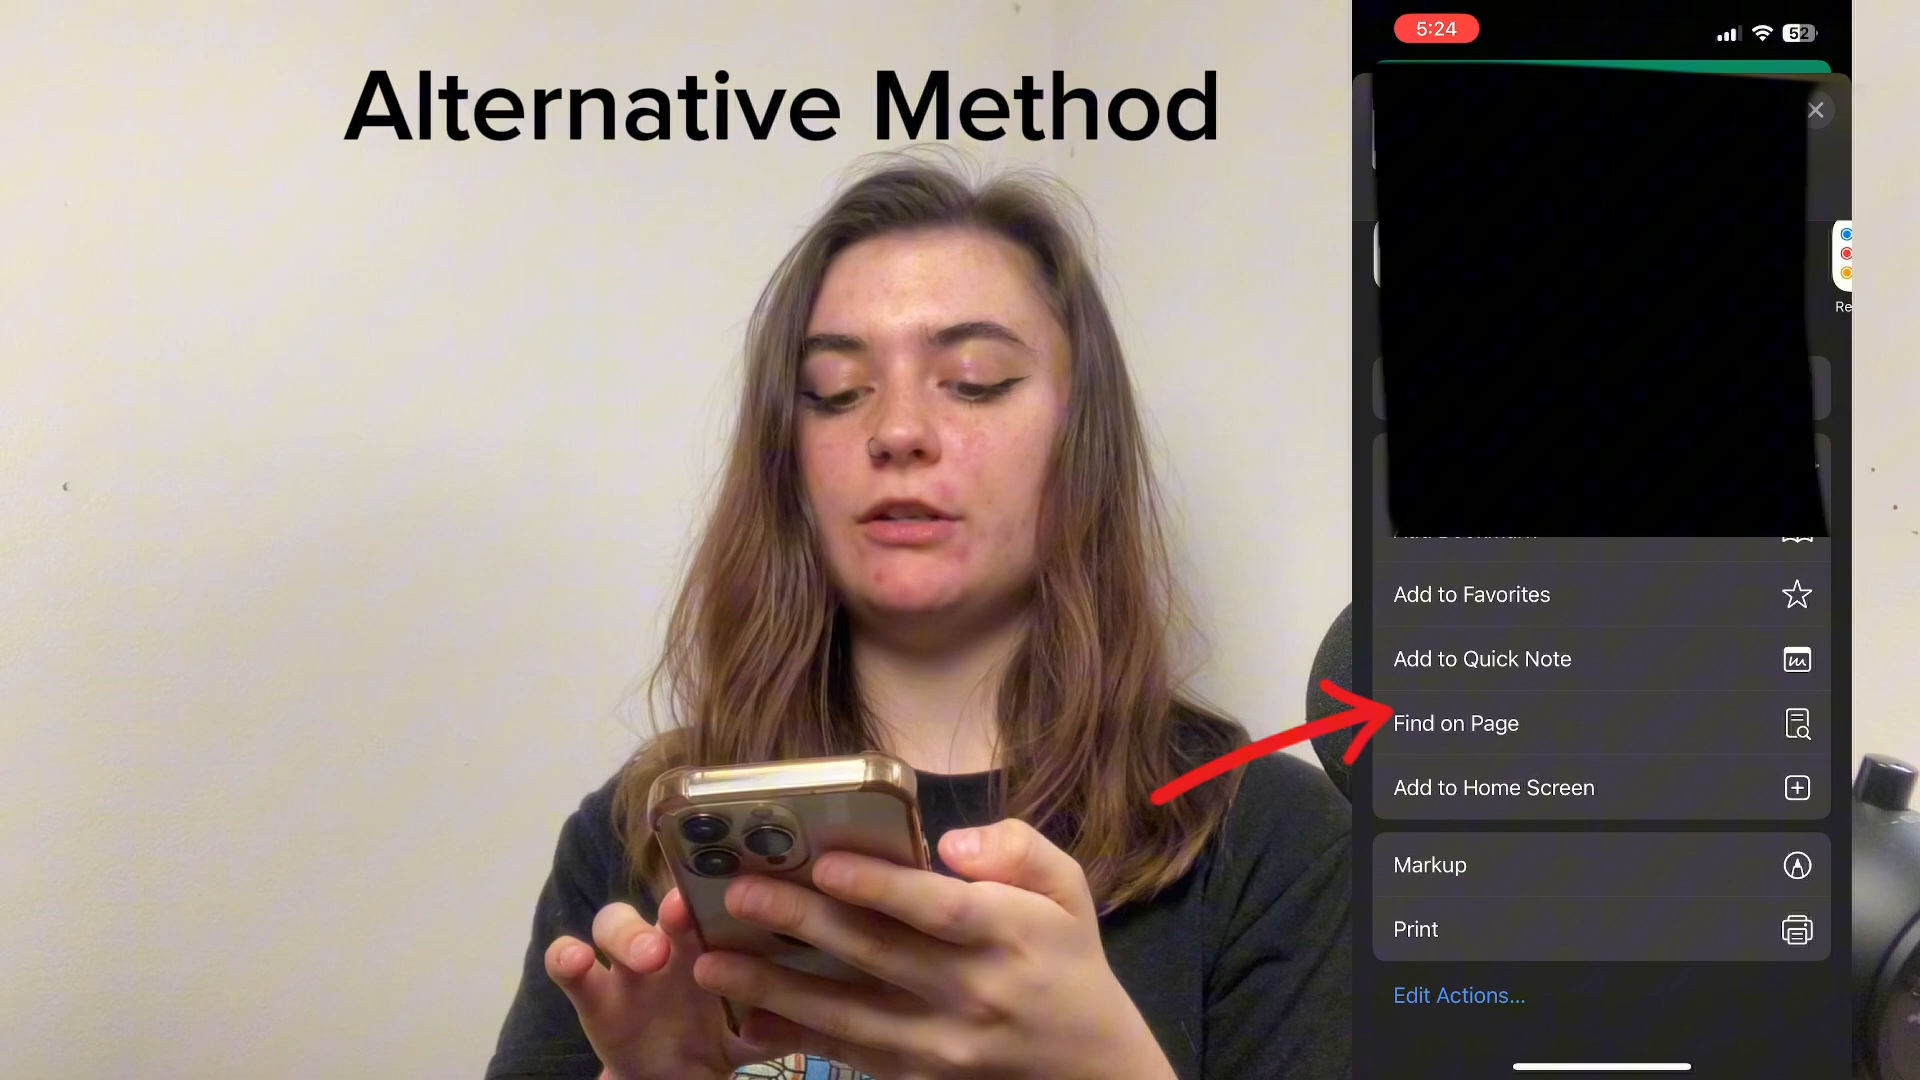 Alternative Method
5:24
52
Re
Add to Favorites
Add to Quick Note
Find on Page
Add to Home Screen
Markup
Print
Edit Actions...